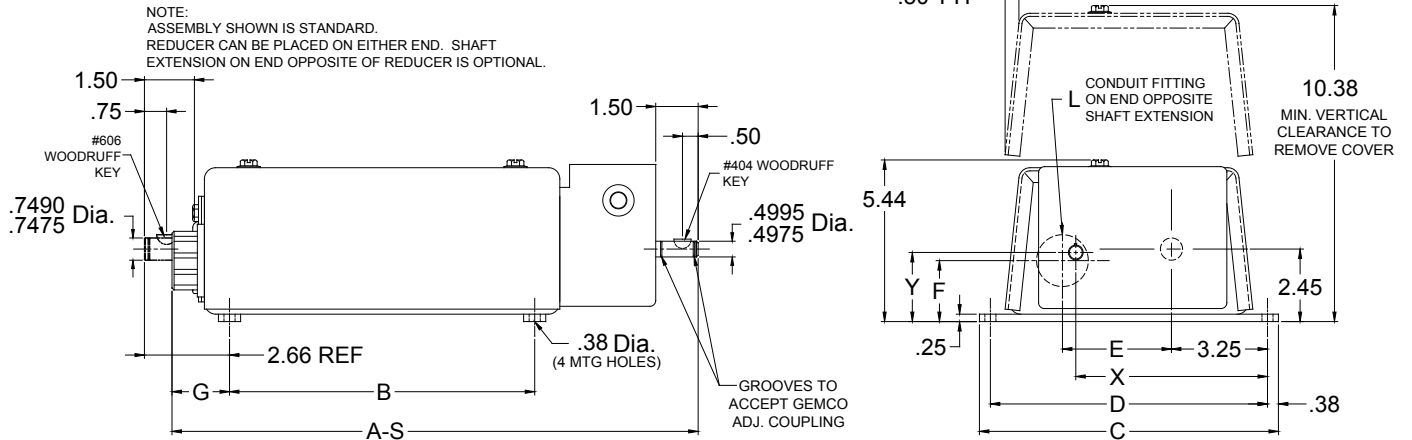 NOTE:
ASSEMBLY SHOWN IS STANDARD.
REDUCER CAN BE PLACED ON EITHER END. SHAFT
EXTENSION ON END OPPOSITE OF REDUCER IS OPTIONAL.
1.50
.75
#606
WOODRUFF
KEY
.7490
.7475 Dia.
2.66 REF
G
B
A-S
.38 Dia.
(4 MTG HOLES)
1.50
.50
#404 WOODRUFF
KEY
.4995
.4975 Dia.
GROOVES TO
ACCEPT GEMCO
ADJ. COUPLING
L
CONDUIT FITTING
ON END OPPOSITE
SHAFT EXTENSION
10.38
MIN. VERTICAL
CLEARANCE TO
REMOVE COVER
5.44
Y
F
.25
2.45
E
3.25
X
D
.38
C